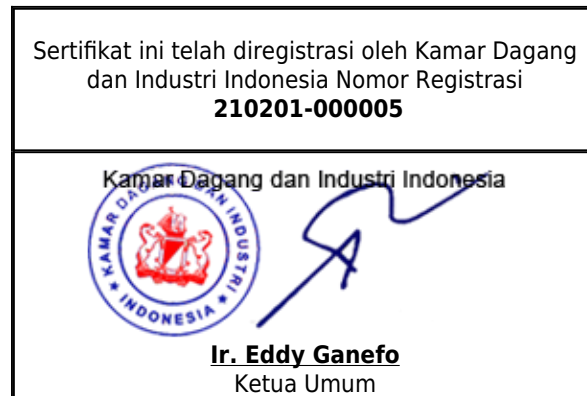 Sertifikat ini telah diregistrasi oleh Kamar Dagang
dan Industri Indonesia Nomor Registrasi
210201-000005
Kamar Dagang dan Industri Indonesia
KAMAR DAGANG DAN INDUSTRI
INDONESIA
Ir. Eddy Ganefo
Ketua Umum